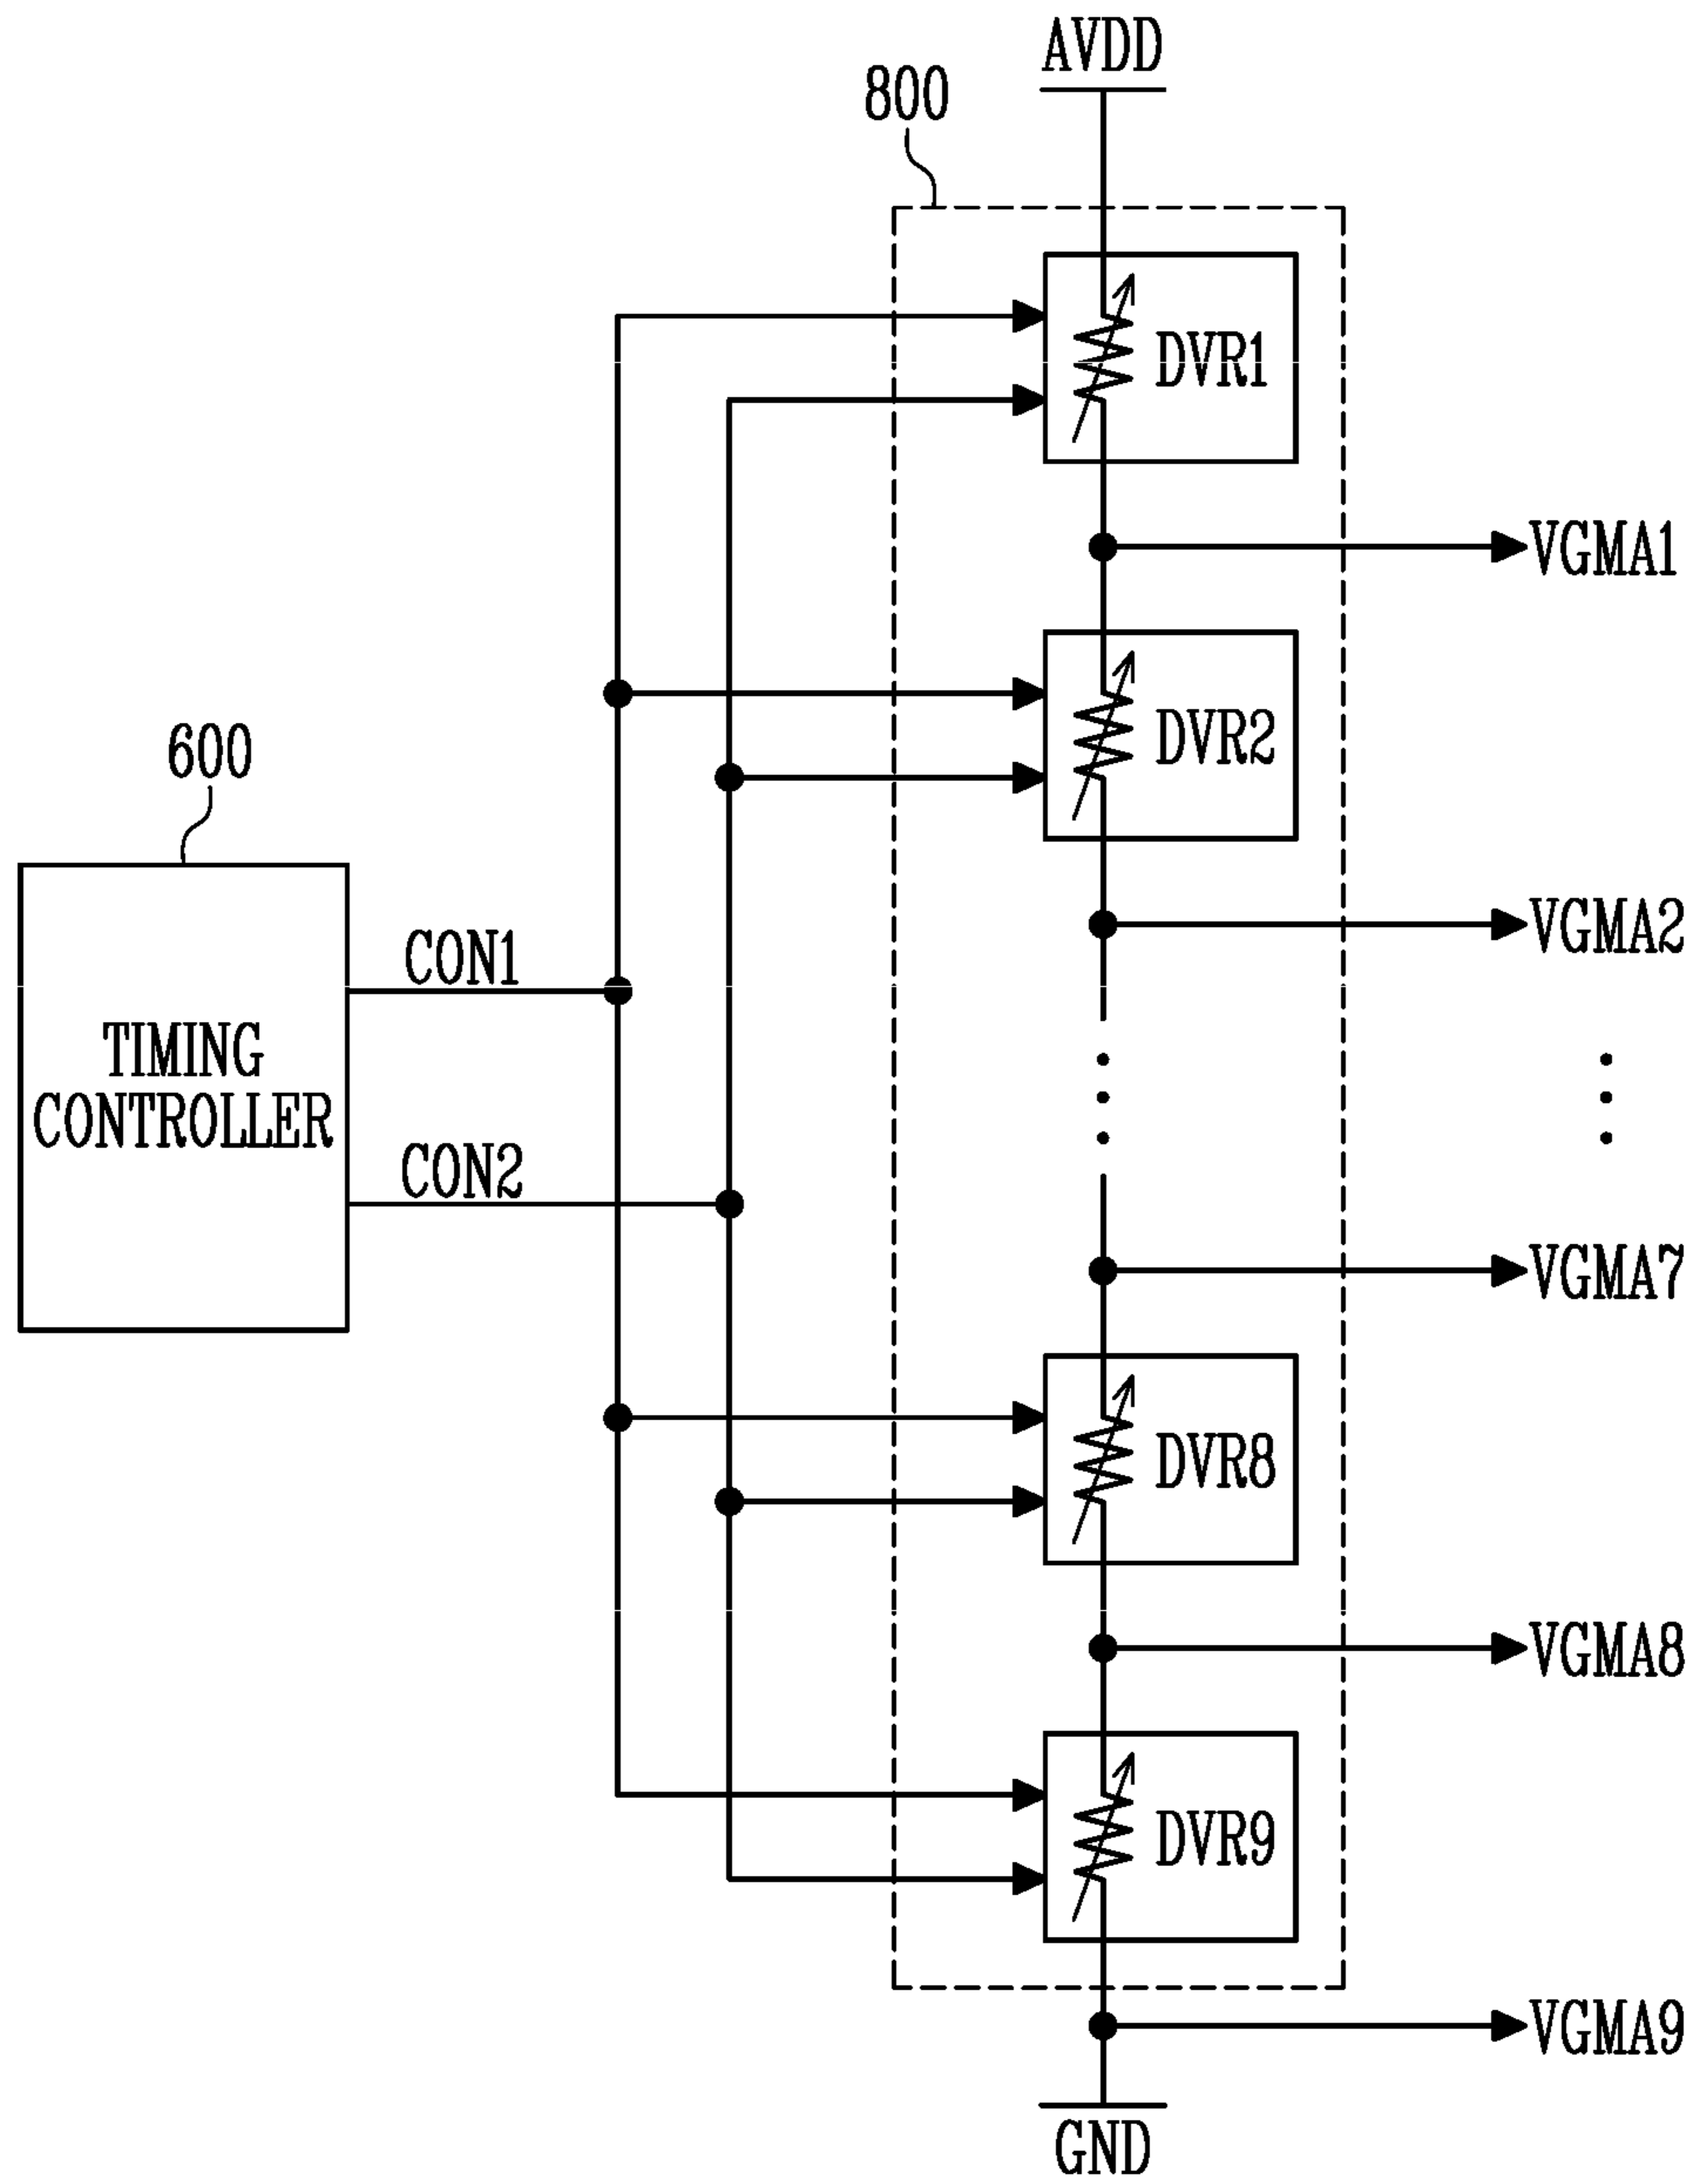 AVDD
800
DVR1
VGMA1
DVR2
600
VGMA2
CON1
TIMING
CONTROLLER
CON2
VGMA7
DVR8
VGMA8
DVR9
VGMA9
GND